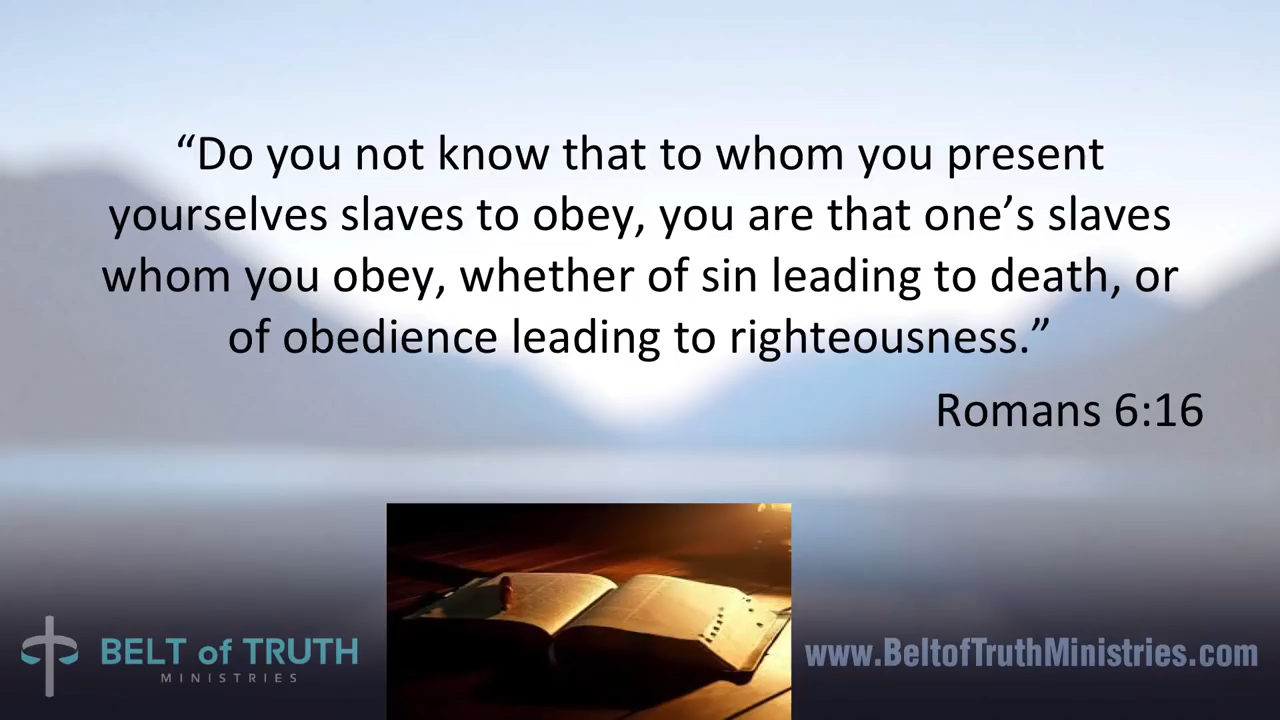 “Do you not know that to whom you present
yourselves slaves to obey, you are that one’s slaves
whom you obey, whether of sin leading to death, or
of obedience leading to righteousness.”
Romans 6:16
BELT of TRUTH
MINISTRIES
www.BeltofTruthMinistries.com